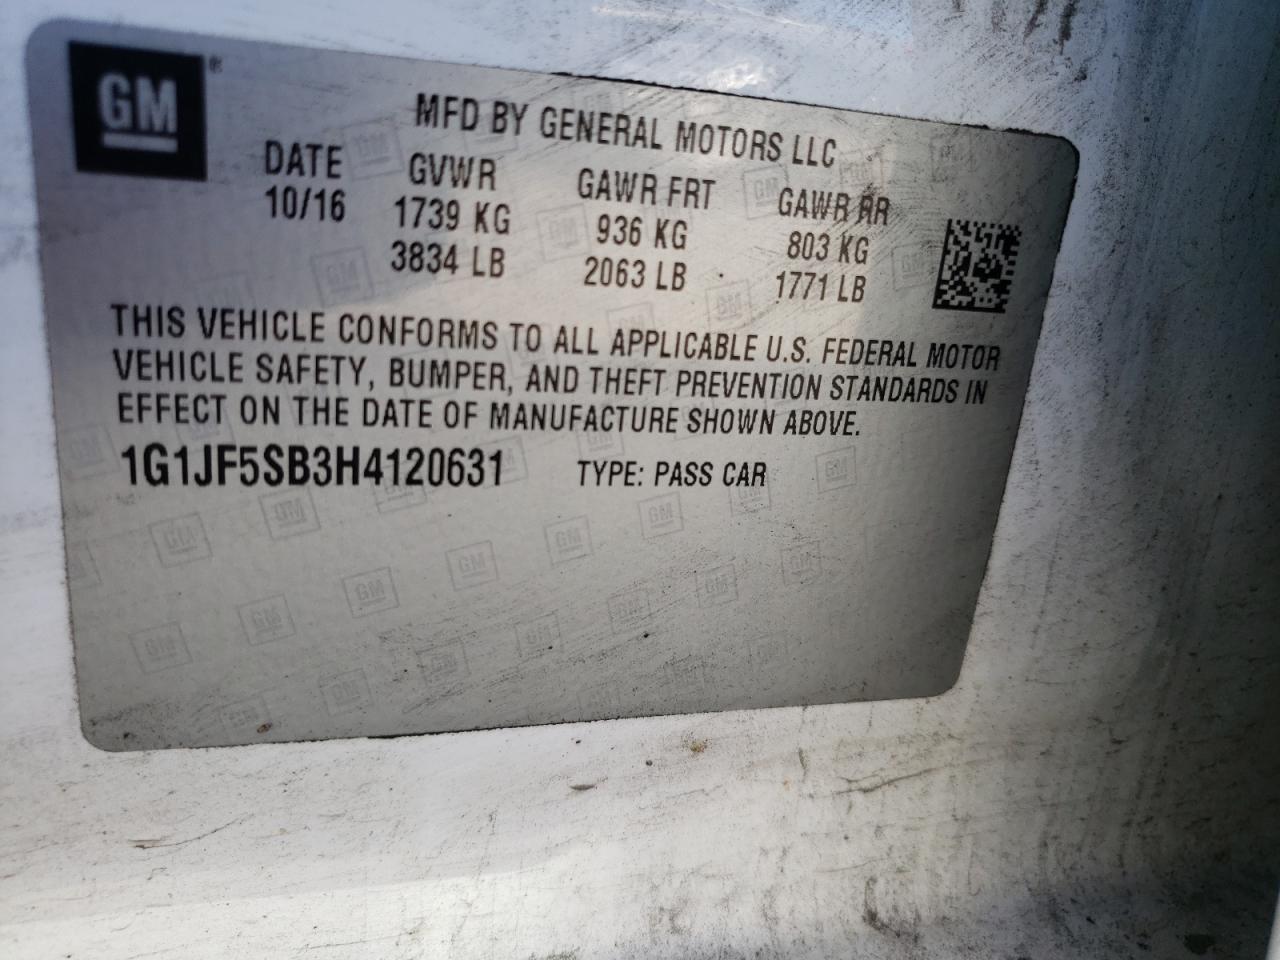 GM®
MFD BY GENERAL MOTORS LLC
DATE GVWR GAWR FRT GAWR RR
10/16 1739 KG 936 KG 803 KG
3834 LB 2063 LB 1771 LB
THIS VEHICLE CONFORMS TO ALL APPLICABLE U.S. FEDERAL MOTOR
VEHICLE SAFETY, BUMPER, AND THEFT PREVENTION STANDARDS IN
EFFECT ON THE DATE OF MANUFACTURE SHOWN ABOVE.
1G1JF5SB3H4120631 TYPE: PASS CAR